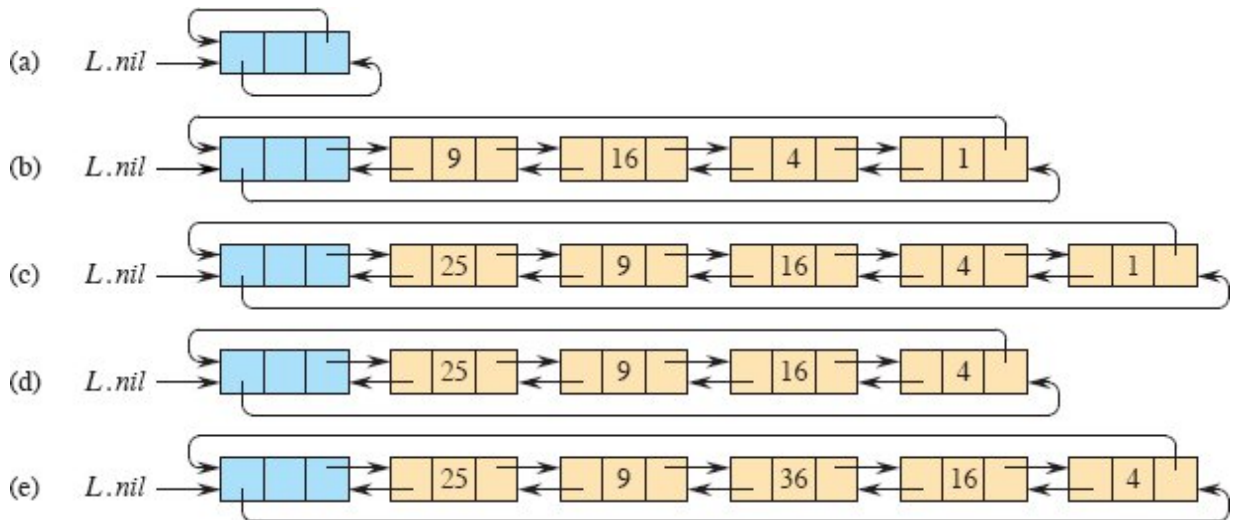 (a) L.nil
(b) L.nil 9 16 4 1
(c) L.nil 25 9 16 4 1
(d) L.nil 25 9 16 4
(e) L.nil 25 9 36 16 4